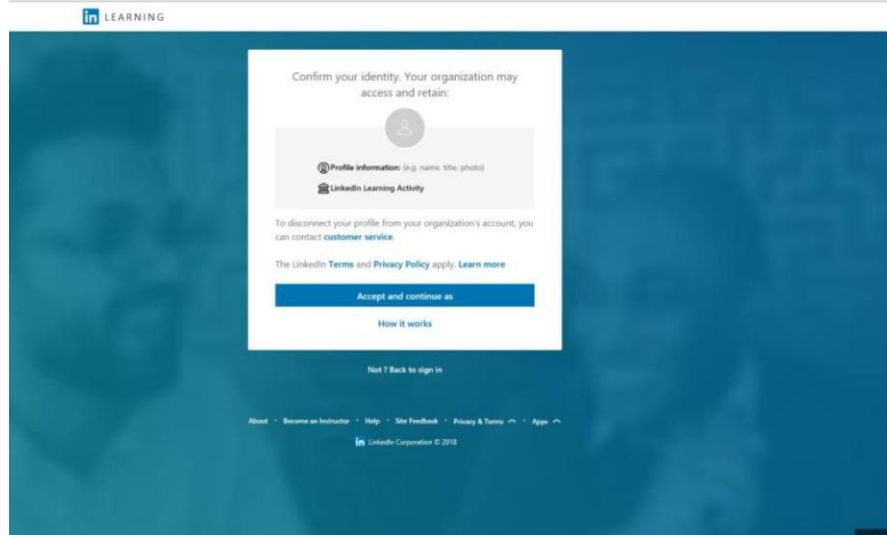 in LEARNING
Confirm your identity. Your organization may
access and retain:
Profile information: (e.g. name, title, photo)
LinkedIn Learning Activity
To disconnect your profile from your organization's account, you
can contact customer service.
The LinkedIn Terms and Privacy Policy apply. Learn more
Accept and continue as
How it works
Not ? Back to sign in
About · Become an Instructor · Help · Site Feedback · Privacy & Terms · Apps
in LinkedIn Corporation © 2018